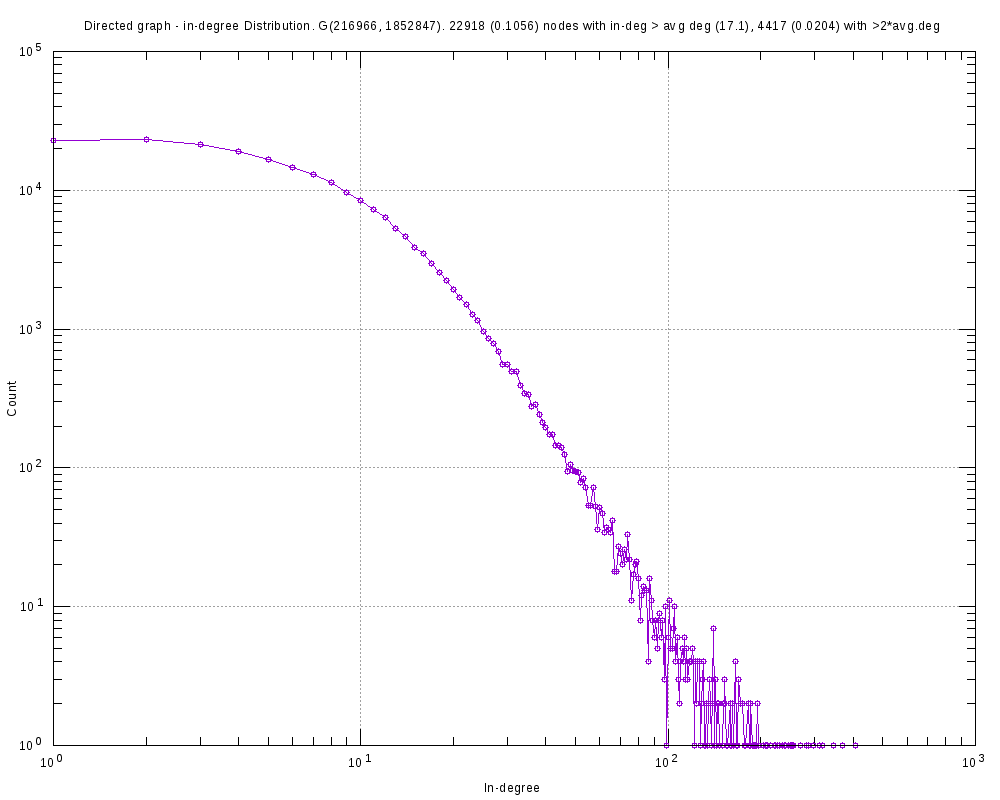 Directed graph - in-degree Distribution. G(216966, 1852847). 22918 (0.1056) nodes with in-deg > avg deg (17.1), 4417 (0.0204) with >2*avg.deg
10^5
10^4
10^3
10^2
10^1
10^0
Count
10^0 10^1 10^2 10^3
In-degree